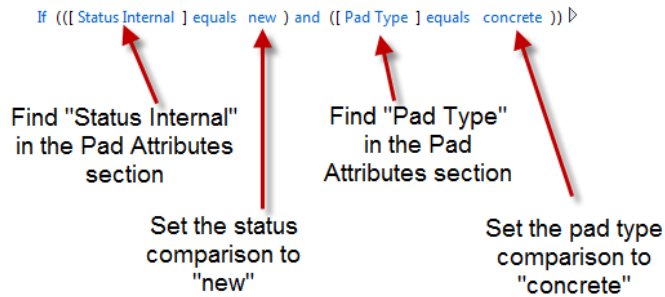 If (([ Status Internal ] equals new ) and ([ Pad Type ] equals concrete ))
Find "Status Internal"
in the Pad Attributes
section
Find "Pad Type"
in the Pad
Attributes section
Set the status
comparison to
"new"
Set the pad type
comparison to
"concrete"